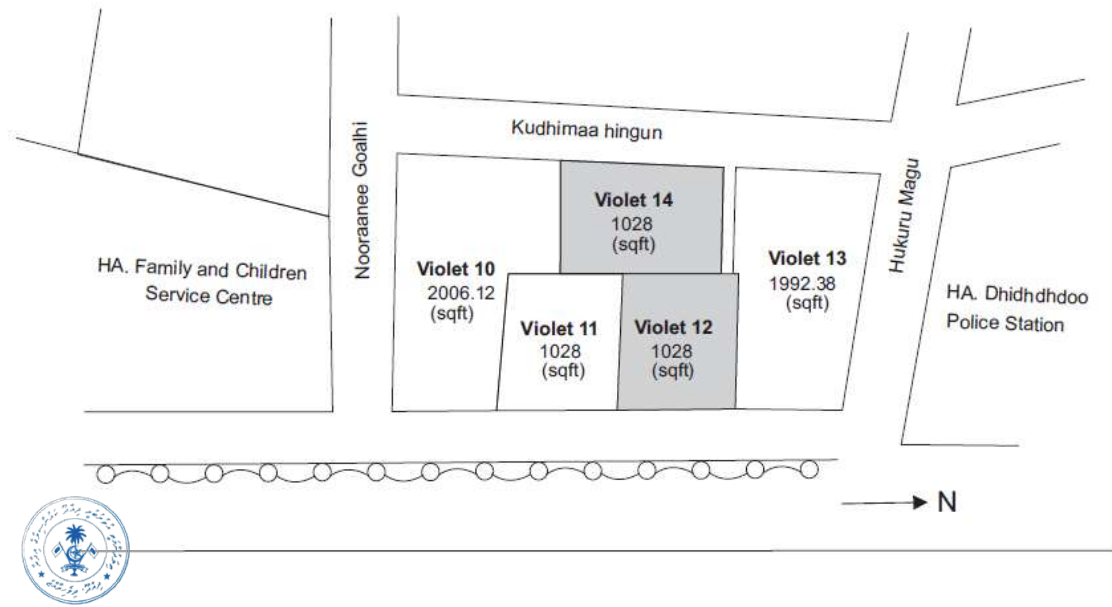 Kudhimaa hingun
Nooraanee Goalhi
Hukuru Magu
Violet 14
1028
(sqft)
HA. Family and Children
Service Centre
Violet 10
2006.12
(sqft)
Violet 13
1992.38
(sqft)
HA. Dhidhdhdoo
Police Station
Violet 11
1028
(sqft)
Violet 12
1028
(sqft)
N